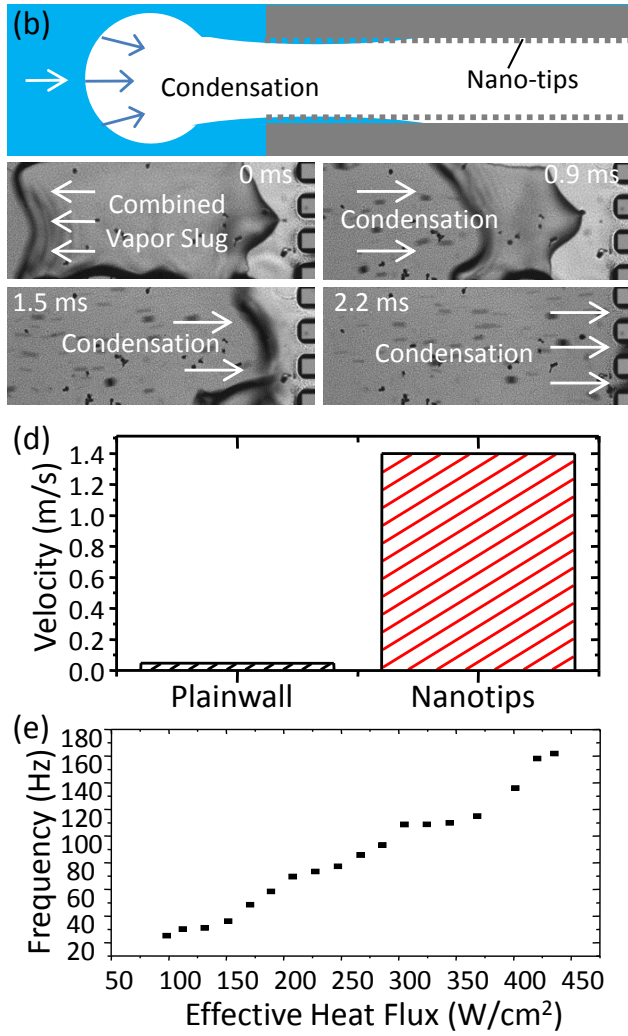 (b)
Condensation
Nano-tips
0 ms
Combined
Vapor Slug
0.9 ms
Condensation
1.5 ms
Condensation
2.2 ms
Condensation
(d)
Velocity (m/s)
1.4
1.2
1.0
0.8
0.6
0.4
0.2
0.0
Plainwall
Nanotips
(e)
Frequency (Hz)
180
160
140
120
100
80
60
40
20
50 100 150 200 250 300 350 400 450
Effective Heat Flux (W/cm²)